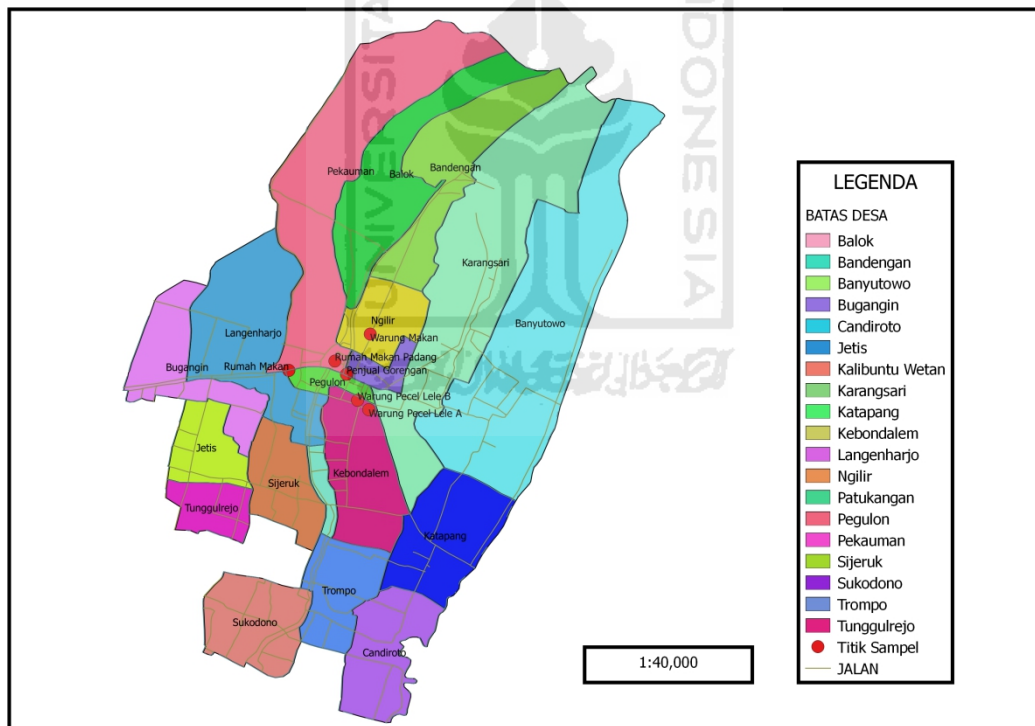 UNIVERSITA
INDONESIA
Pekauman
Balok
Bandengan
Karangsari
Banyutowo
Ngilir
Langenharjo
Warung Makan
Rumah Makan Padang
Bugangin
Rumah Makan
Penjual Gorengan
Pegulon
Warung Pecel Lele B
Warung Pecel Lele A
Jetis
Kebondalem
Sijeruk
Tunggulrejo
Katapang
Trompo
Sukodono
Candiroto
1:40,000
LEGENDA
BATAS DESA
Balok
Bandengan
Banyutowo
Bugangin
Candiroto
Jetis
Kalibuntu Wetan
Karangsari
Katapang
Kebondalem
Langenharjo
Ngilir
Patukangan
Pegulon
Pekauman
Sijeruk
Sukodono
Trompo
Tunggulrejo
Titik Sampel
JALAN